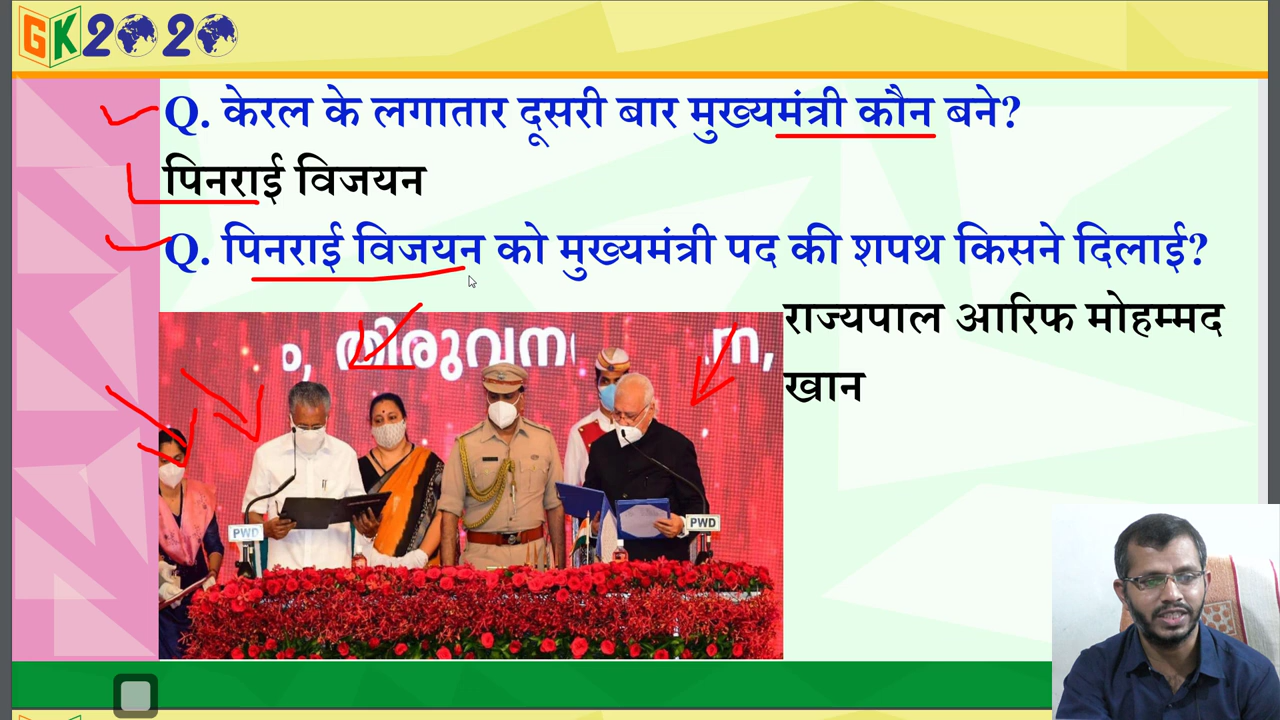 GK2020
Q. केरल के लगातार दूसरी बार मुख्यमंत्री कौन बने?
पिनराई विजयन
Q. पिनराई विजयन को मुख्यमंत्री पद की शपथ किसने दिलाई?
राज्यपाल आरिफ मोहम्मद
खान
തിരുവന
PWD
PWD